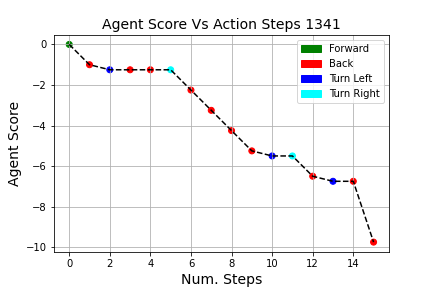 Agent Score Vs Action Steps 1341
Forward
Back
Turn Left
Turn Right
Agent Score
0
−2
−4
−6
−8
−10
0 2 4 6 8 10 12 14
Num. Steps